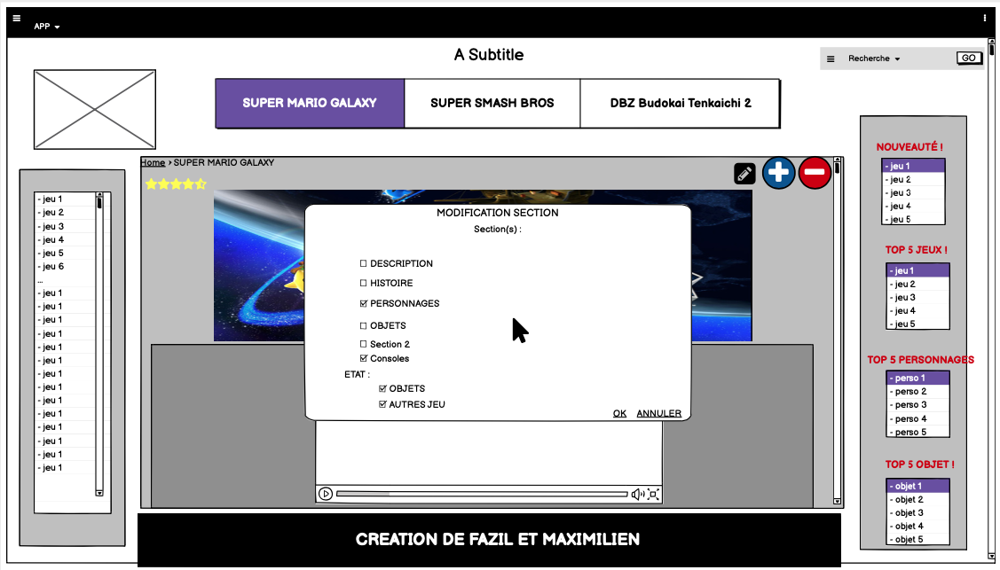 APP
A Subtitle
Recherche
GO
SUPER MARIO GALAXY
SUPER SMASH BROS
DBZ Budokai Tenkaichi 2
Home › SUPER MARIO GALAXY
- jeu 1
- jeu 2
- jeu 3
- jeu 4
- jeu 5
- jeu 6
...
- jeu 1
- jeu 1
- jeu 1
- jeu 1
- jeu 1
- jeu 1
- jeu 1
- jeu 1
- jeu 1
- jeu 1
- jeu 1
- jeu 1
- jeu 1
- jeu 1
MODIFICATION SECTION
Section(s) :
DESCRIPTION
HISTOIRE
PERSONNAGES
OBJETS
Section 2
Consoles
ETAT :
OBJETS
AUTRES JEU
OK
ANNULER
NOUVEAUTÉ !
- jeu 1
- jeu 2
- jeu 3
- jeu 4
- jeu 5
TOP 5 JEUX !
- jeu 1
- jeu 2
- jeu 3
- jeu 4
- jeu 5
TOP 5 PERSONNAGES
- perso 1
- perso 2
- perso 3
- perso 4
- perso 5
TOP 5 OBJET !
- objet 1
- objet 2
- objet 3
- objet 4
- objet 5
CREATION DE FAZIL ET MAXIMILIEN